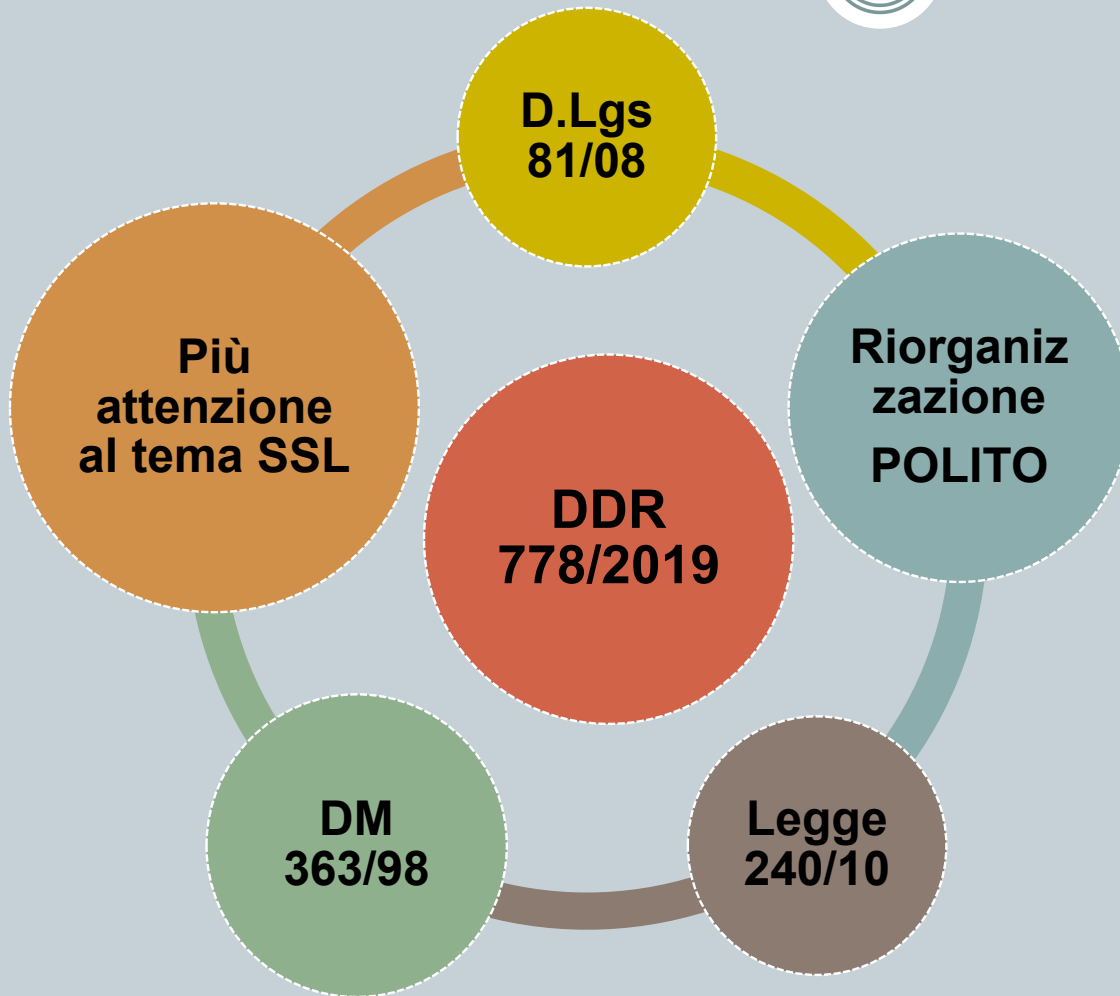 D.Lgs
81/08
Più
attenzione
al tema SSL
Riorganiz
zazione
POLITO
DDR
778/2019
DM
363/98
Legge
240/10